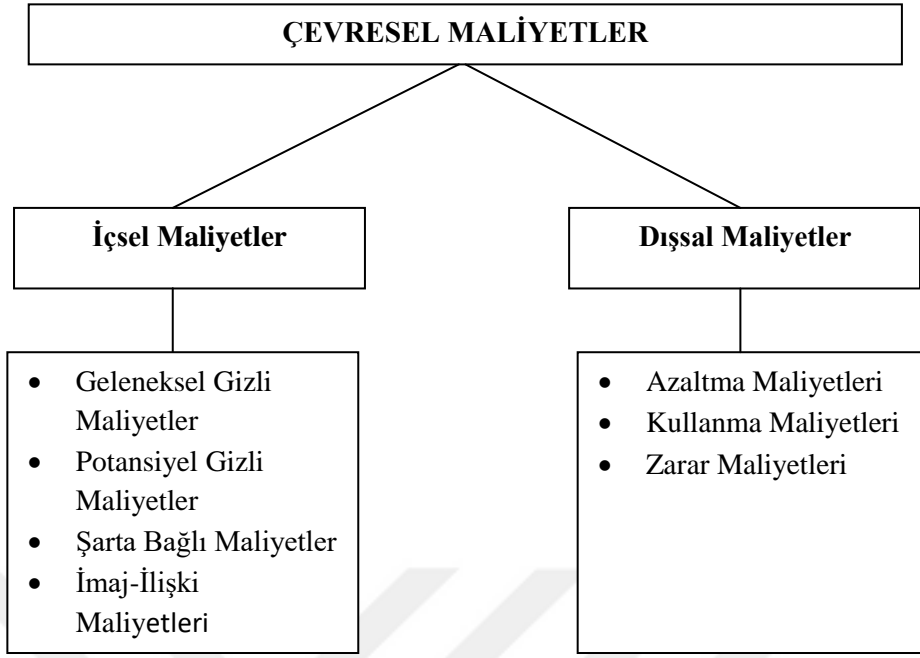 ÇEVRESEL MALİYETLER
İçsel Maliyetler
Dışsal Maliyetler
• Geleneksel Gizli
Maliyetler
• Potansiyel Gizli
Maliyetler
• Şarta Bağlı Maliyetler
• İmaj-İlişki
Maliyetleri
• Azaltma Maliyetleri
• Kullanma Maliyetleri
• Zarar Maliyetleri